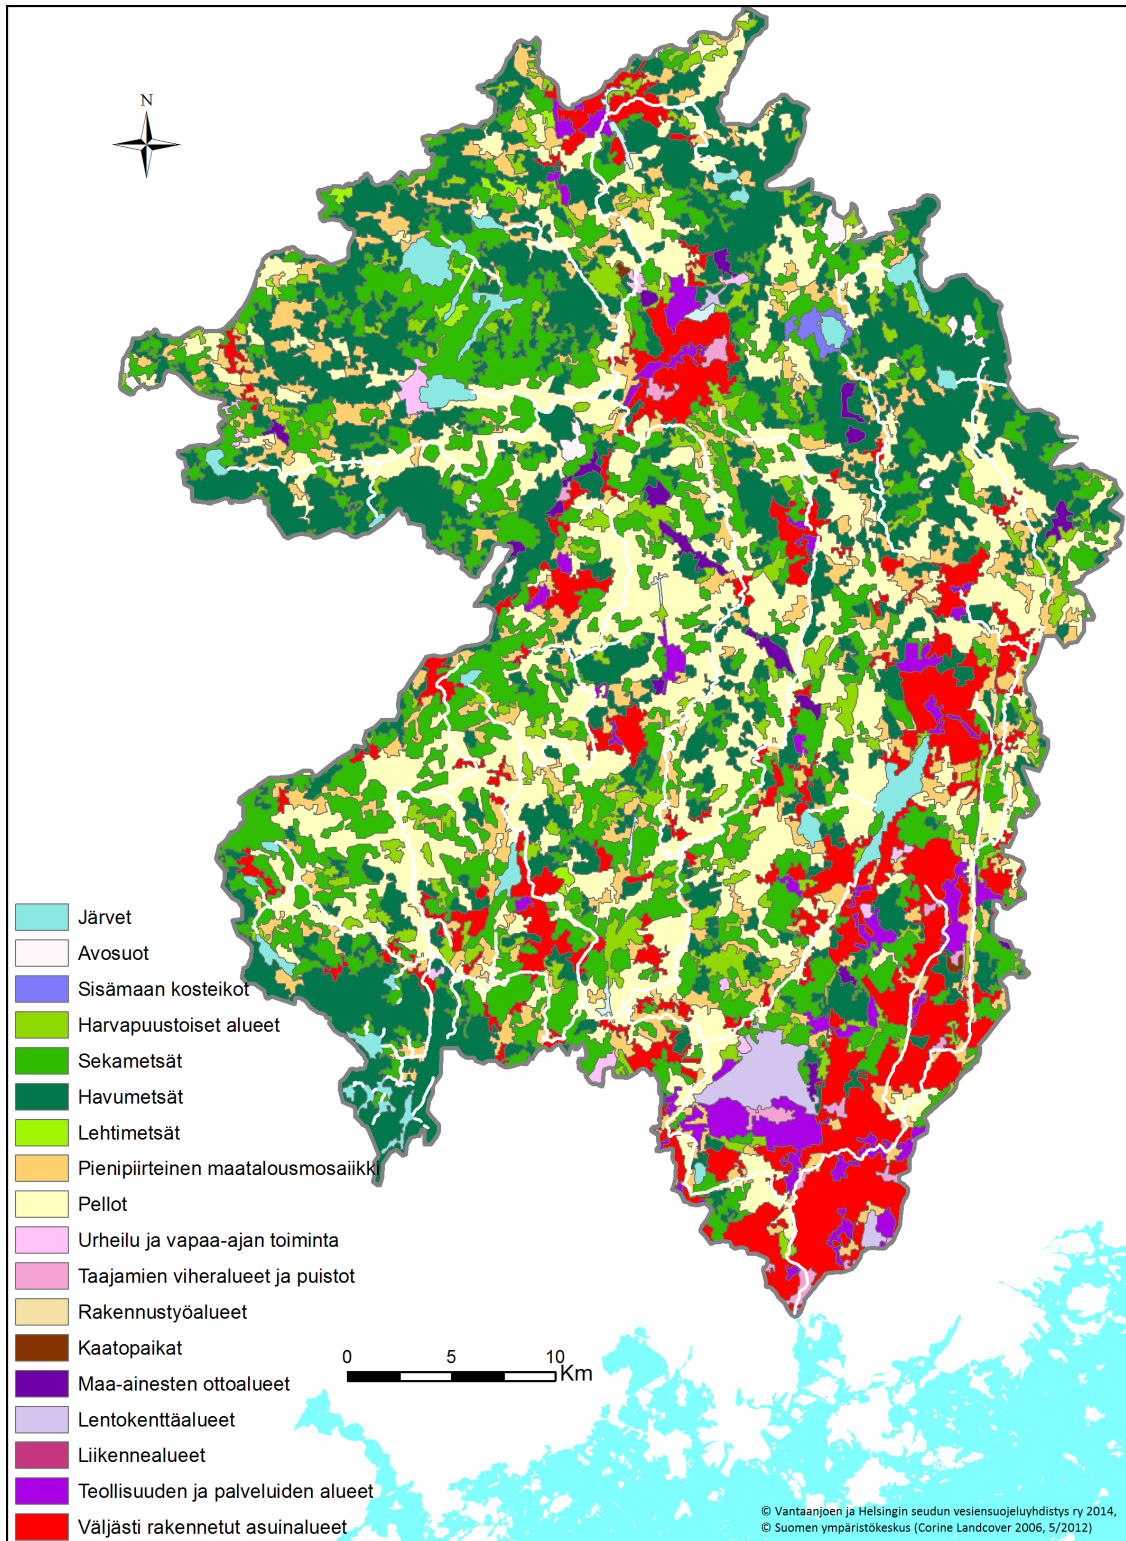 N
Järvet
Avosuot
Sisämaan kosteikot
Harvapuustoiset alueet
Sekametsät
Havumetsät
Lehtimetsät
Pienipiirteinen maatalousmosaiikki
Pellot
Urheilu ja vapaa-ajan toiminta
Taajamien viheralueet ja puistot
Rakennustyöalueet
Kaatopaikat
Maa-ainesten ottoalueet
Lentokenttäalueet
Liikennealueet
Teollisuuden ja palveluiden alueet
Väljästi rakennetut asuinalueet
0 5 10
Km
© Vantaanjoen ja Helsingin seudun vesiensuojeluyhdistys ry 2014,
© Suomen ympäristökeskus (Corine Landcover 2006, 5/2012)